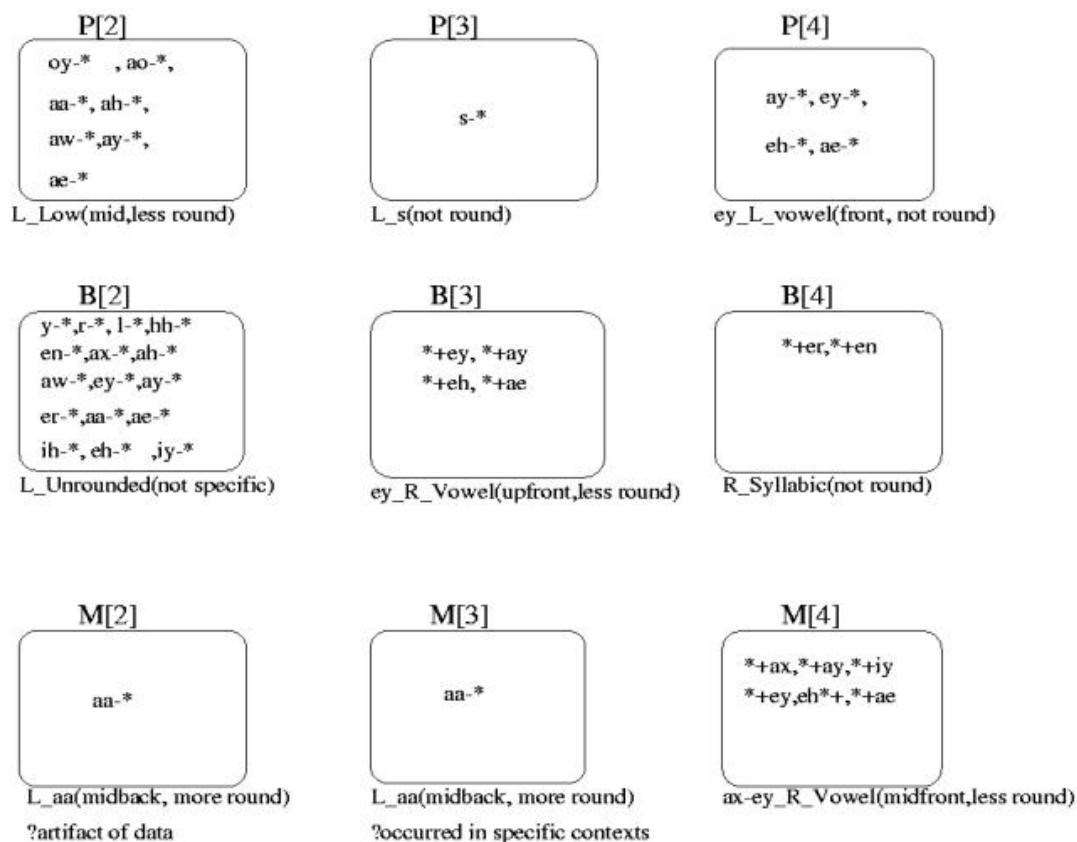 P[2]
oy-* , ao-*,
aa-*, ah-*,
aw-*,ay-*,
ae-*
L_Low(mid,less round)
P[3]
s-*
L_s(not round)
P[4]
ay-*, ey-*,
eh-*, ae-*
ey_L_vowel(front, not round)
B[2]
y-*,r-*, l-*,hh-*
en-*,ax-*,ah-*
aw-*,ey-*,ay-*
er-*,aa-*,ae-*
ih-*, eh-* ,iy-*
L_Unrounded(not specific)
B[3]
*+ey, *+ay
*+eh, *+ae
ey_R_Vowel(upfront,less round)
B[4]
*+er,*+en
R_Syllabic(not round)
M[2]
aa-*
L_aa(midback, more round)
?artifact of data
M[3]
aa-*
L_aa(midback, more round)
?occurred in specific contexts
M[4]
*+ax,*+ay,*+iy
*+ey,eh*+,*+ae
ax-ey_R_Vowel(midfront,less round)